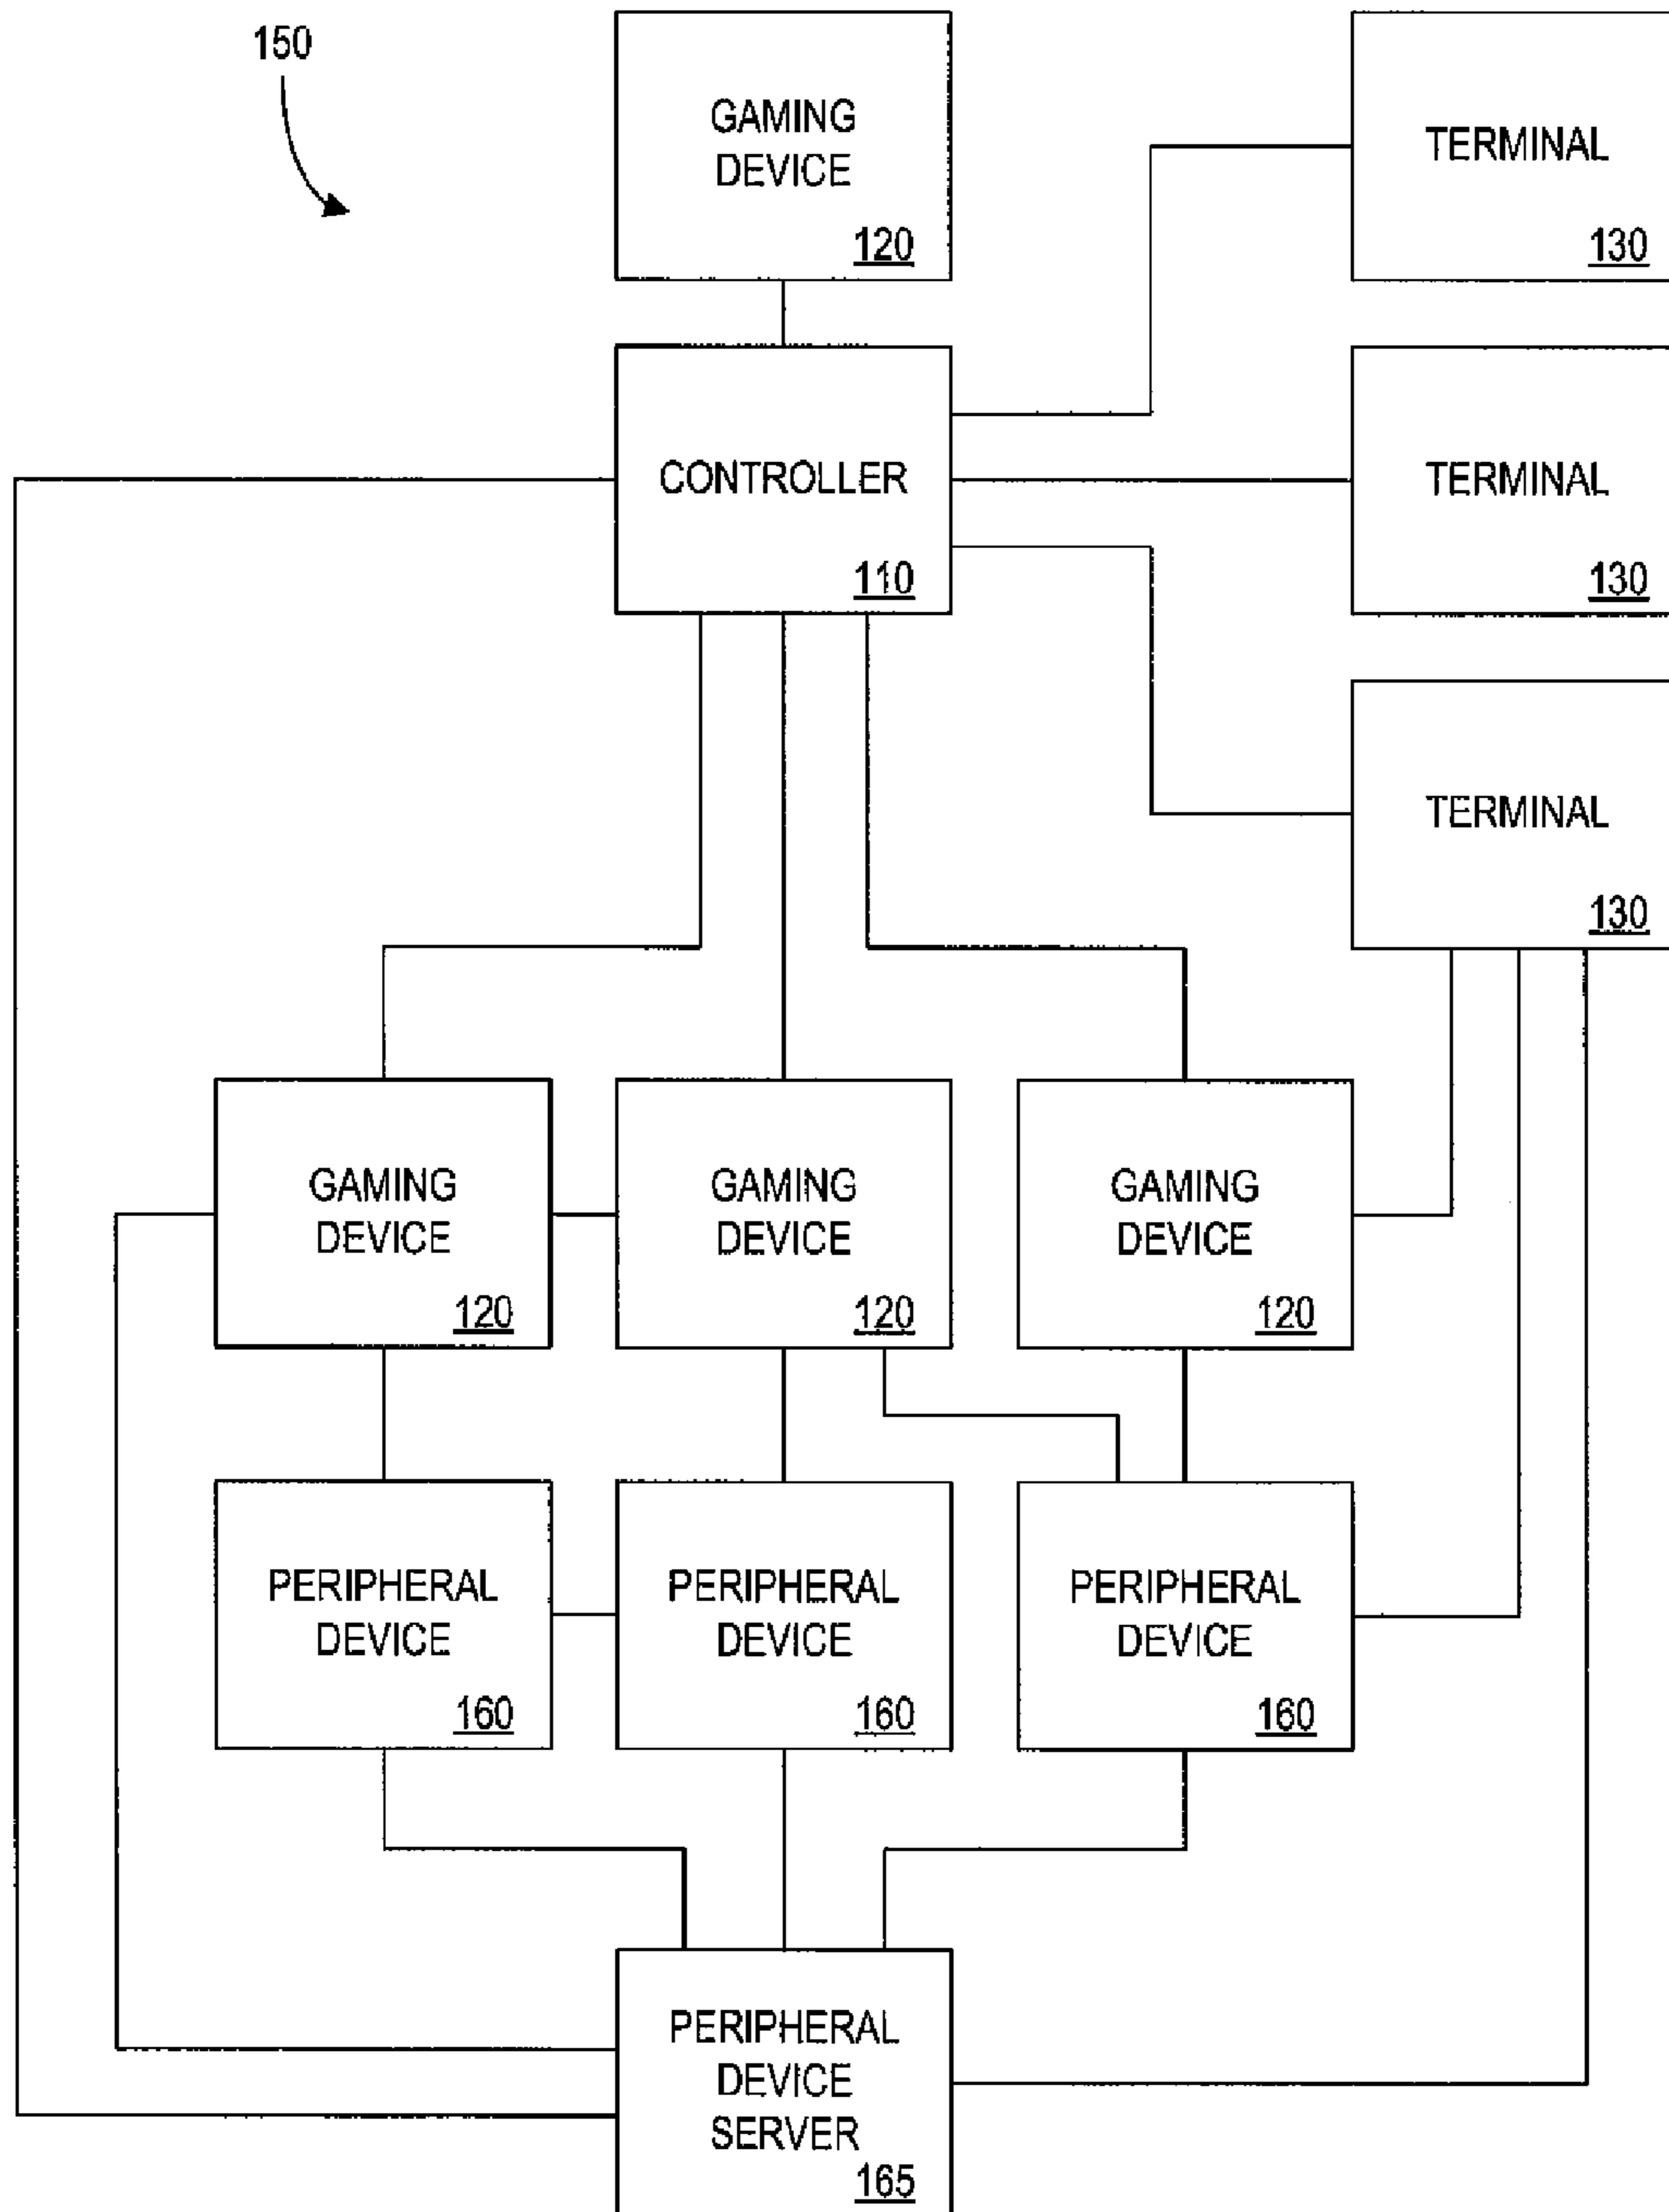 150
GAMING
DEVICE
120
TERMINAL
130
CONTROLLER
110
TERMINAL
130
TERMINAL
130
GAMING
DEVICE
120
GAMING
DEVICE
120
GAMING
DEVICE
120
PERIPHERAL
DEVICE
160
PERIPHERAL
DEVICE
160
PERIPHERAL
DEVICE
160
PERIPHERAL
DEVICE
SERVER
165